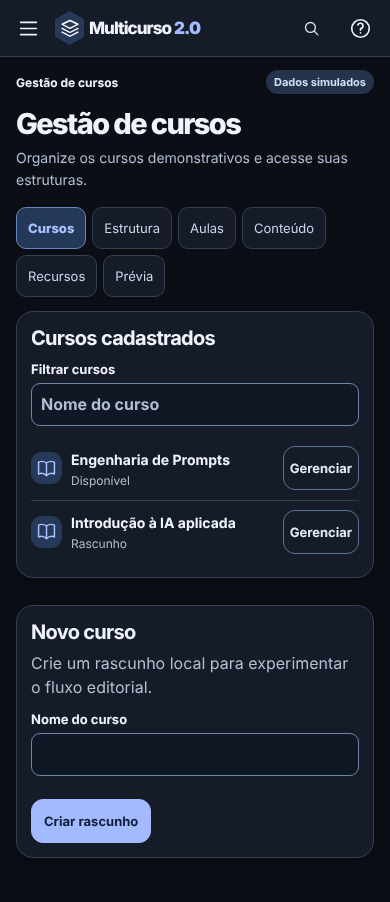 Multicurso 2.0
Gestão de cursos
Dados simulados
Gestão de cursos
Organize os cursos demonstrativos e acesse suas
estruturas.
Cursos
Estrutura
Aulas
Conteúdo
Recursos
Prévia
Cursos cadastrados
Filtrar cursos
Nome do curso
Engenharia de Prompts
Disponível
Gerenciar
Introdução à IA aplicada
Rascunho
Gerenciar
Novo curso
Crie um rascunho local para experimentar
o fluxo editorial.
Nome do curso
Criar rascunho